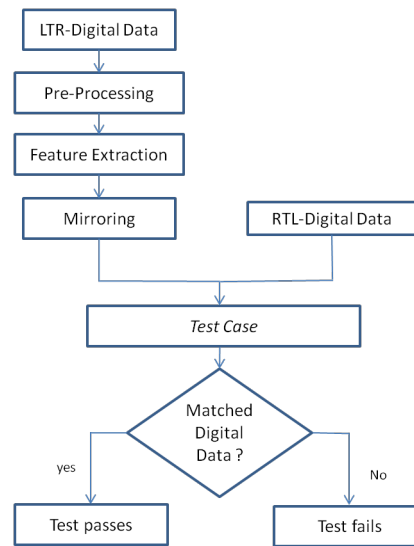 LTR-Digital Data
Pre-Processing
Feature Extraction
Mirroring
RTL-Digital Data
Test Case
Matched
Digital
Data ?
yes
No
Test passes
Test fails